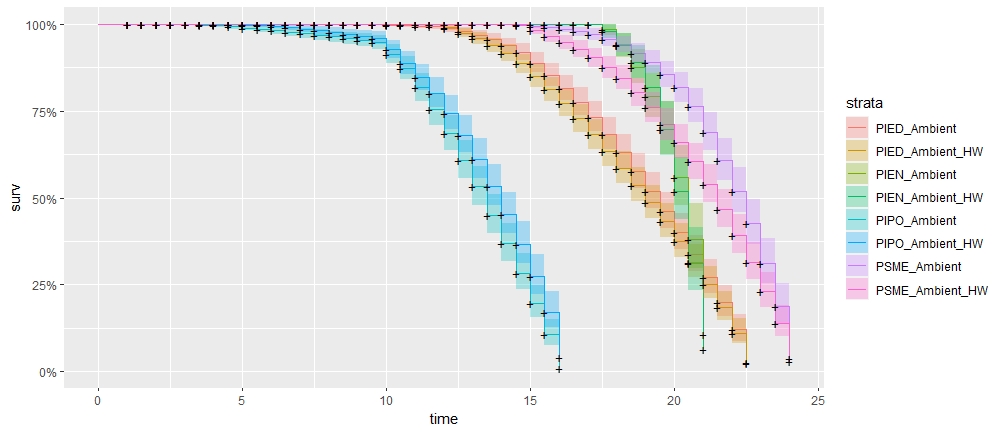 100%
75%
50%
25%
0%
surv
0 5 10 15 20 25
time
strata
PIED_Ambient
PIED_Ambient_HW
PIEN_Ambient
PIEN_Ambient_HW
PIPO_Ambient
PIPO_Ambient_HW
PSME_Ambient
PSME_Ambient_HW